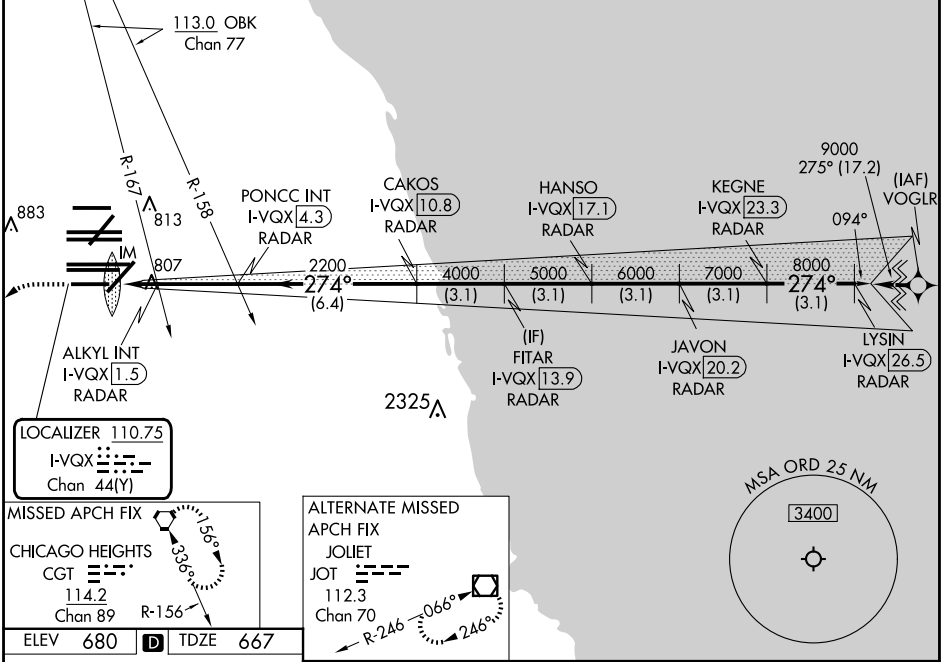 113.0 OBK
Chan 77
R-167
R-158
883
813
807
IM
PONCC INT
I-VQX 4.3
RADAR
CAKOS
I-VQX 10.8
RADAR
HANSO
I-VQX 17.1
RADAR
KEGNE
I-VQX 23.3
RADAR
9000
275° (17.2)
(IAF)
VOGLR
094°
2200
274°
(6.4)
4000
(3.1)
5000
(3.1)
6000
(3.1)
7000
(3.1)
8000
274°
(3.1)
ALKYL INT
I-VQX 1.5
RADAR
(IF)
FITAR
I-VQX 13.9
RADAR
JAVON
I-VQX 20.2
RADAR
LYSIN
I-VQX 26.5
RADAR
2325
LOCALIZER 110.75
I-VQX
Chan 44(Y)
MISSED APCH FIX
CHICAGO HEIGHTS
CGT
114.2
Chan 89
156°
336°
R-156
ALTERNATE MISSED
APCH FIX
JOLIET
JOT
112.3
Chan 70
R-246
066°
246°
MSA ORD 25 NM
3400
ELEV 680 D TDZE 667